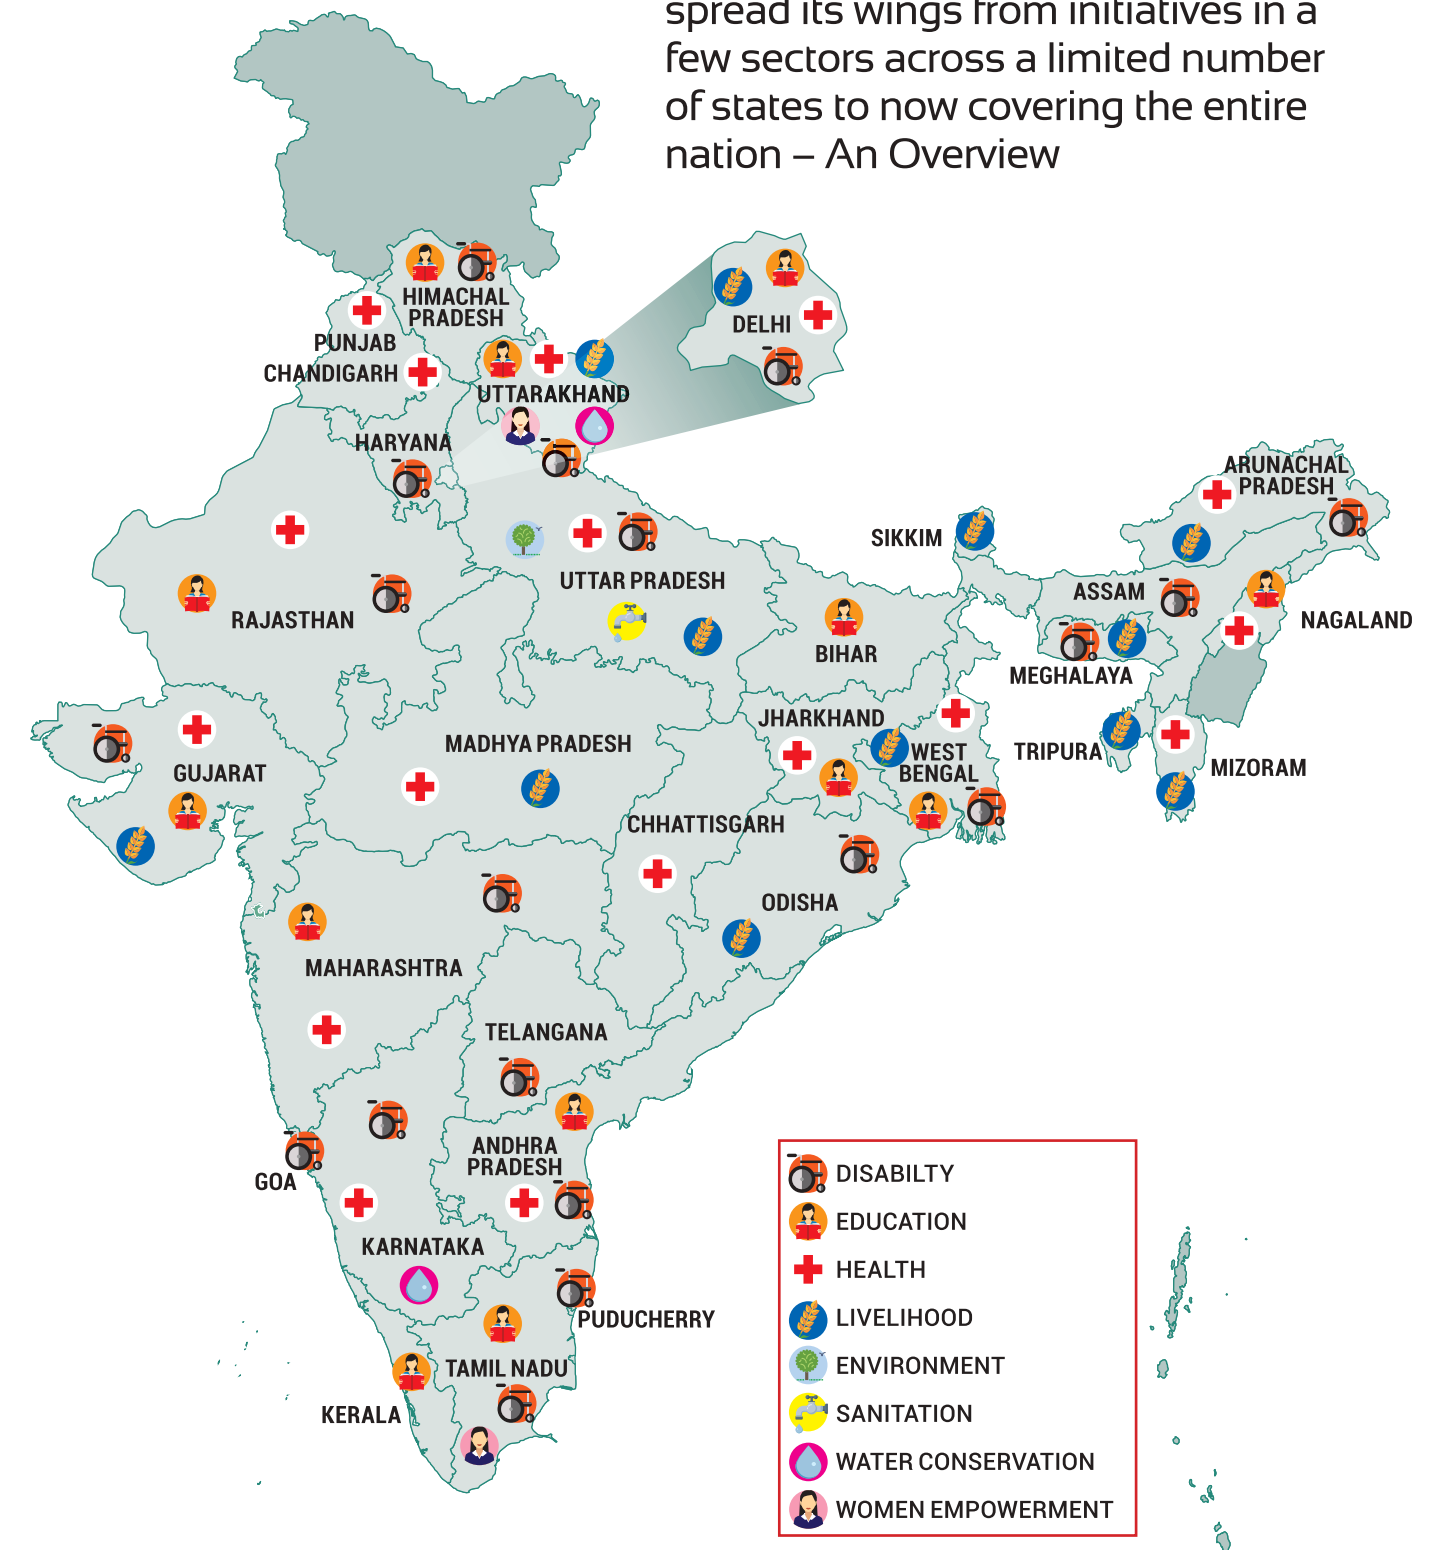 spread its wings from initiatives in a
few sectors across a limited number
of states to now covering the entire
nation – An Overview
HIMACHAL
PRADESH
PUNJAB
CHANDIGARH
DELHI
UTTARAKHAND
HARYANA
ARUNACHAL
PRADESH
SIKKIM
UTTAR PRADESH
ASSAM
RAJASTHAN
NAGALAND
BIHAR
MEGHALAYA
JHARKHAND
MADHYA PRADESH
WEST
BENGAL
TRIPURA
MIZORAM
GUJARAT
CHHATTISGARH
ODISHA
MAHARASHTRA
TELANGANA
ANDHRA
PRADESH
GOA
KARNATAKA
PUDUCHERRY
TAMIL NADU
KERALA
DISABILTY
EDUCATION
HEALTH
LIVELIHOOD
ENVIRONMENT
SANITATION
WATER CONSERVATION
WOMEN EMPOWERMENT